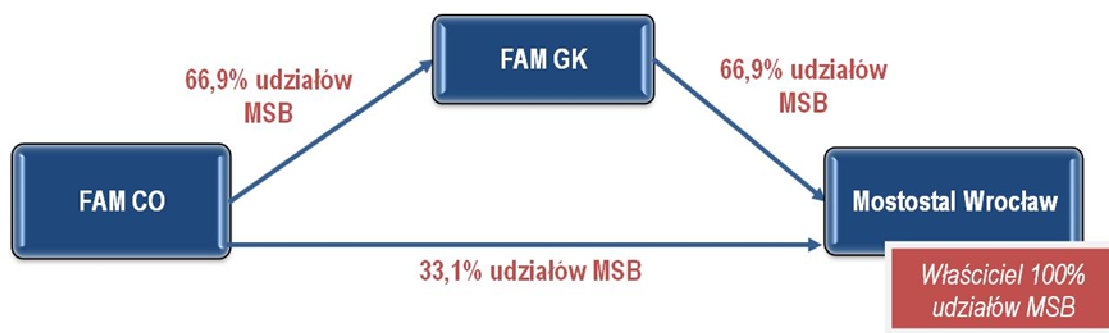 FAM GK
66,9% udziałów
MSB
66,9% udziałów
MSB
FAM CO
Mostostal Wrocław
33,1% udziałów MSB
Właściciel 100%
udziałów MSB